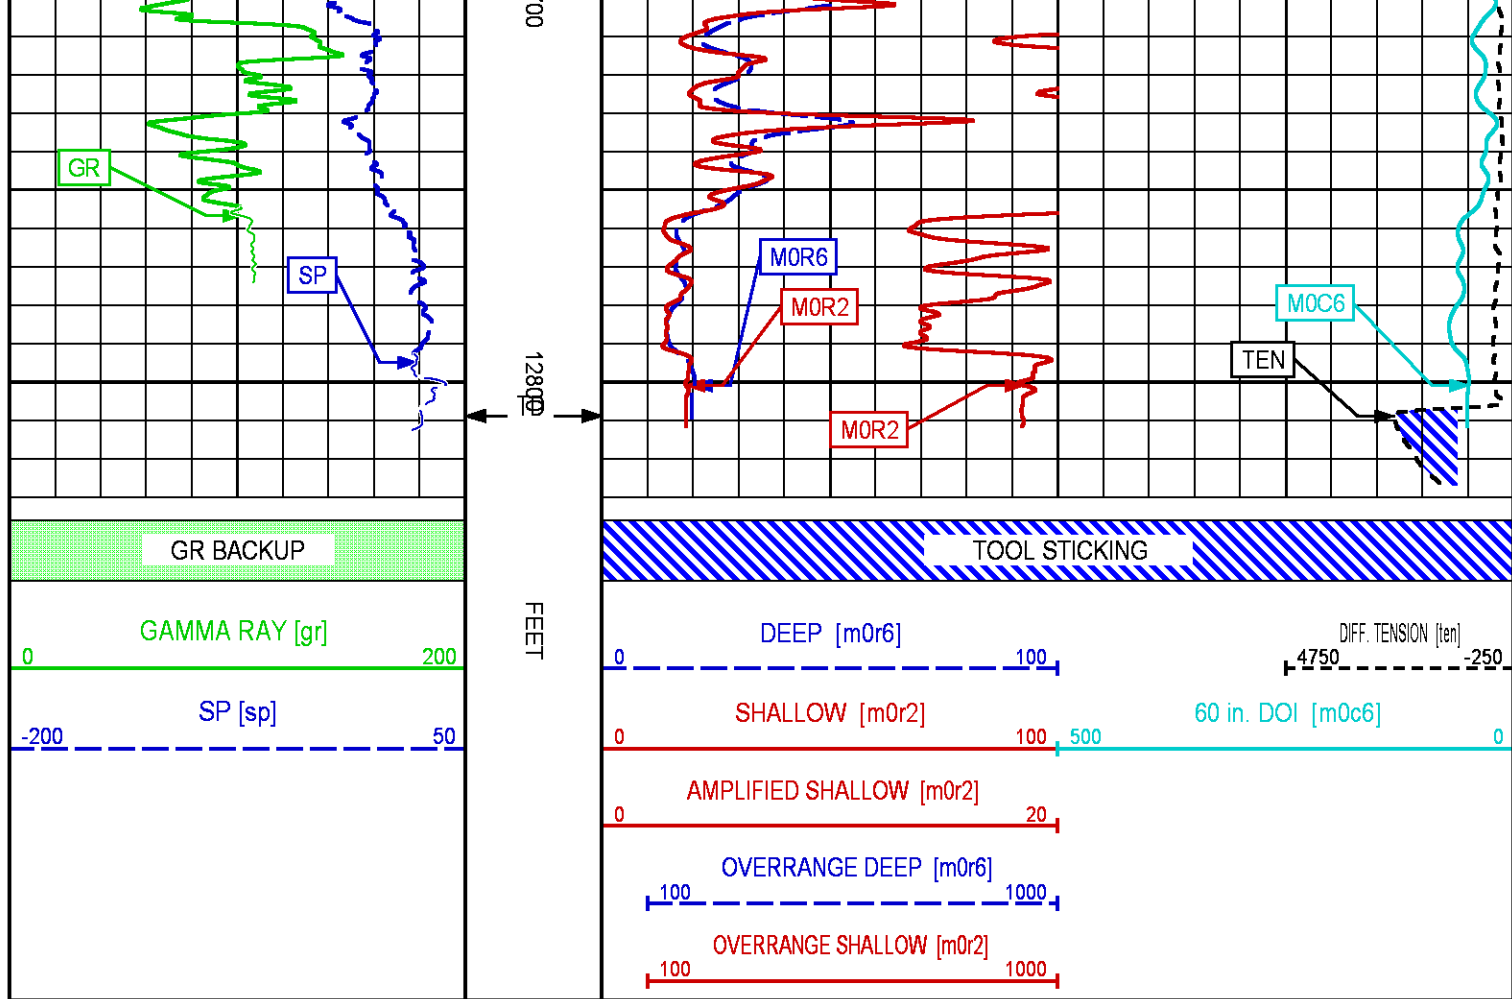 700
GR
SP
M0R6
M0R2
M0C6
TEN
12800
M0R2
GR BACKUP
TOOL STICKING
FEET
GAMMA RAY [gr]
0 200
SP [sp]
-200 50
DEEP [m0r6]
0 100
DIFF. TENSION [ten]
4750 -250
SHALLOW [m0r2]
0 100
60 in. DOI [m0c6]
500 0
AMPLIFIED SHALLOW [m0r2]
0 20
OVERRANGE DEEP [m0r6]
100 1000
OVERRANGE SHALLOW [m0r2]
100 1000